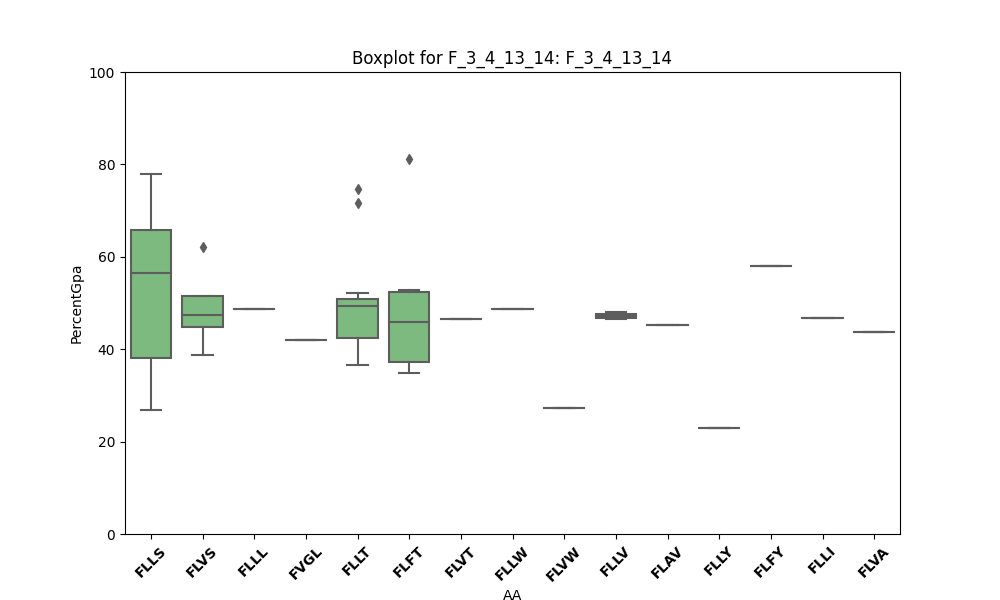 Boxplot for F_3_4_13_14: F_3_4_13_14
100
80
60
40
20
0
PercentGpa
FLLS FLVS FLLL FVGL FLLT FLFT FLVT FLLW FLVW FLLV FLAV FLLY FLFY FLLI FLVA
AA